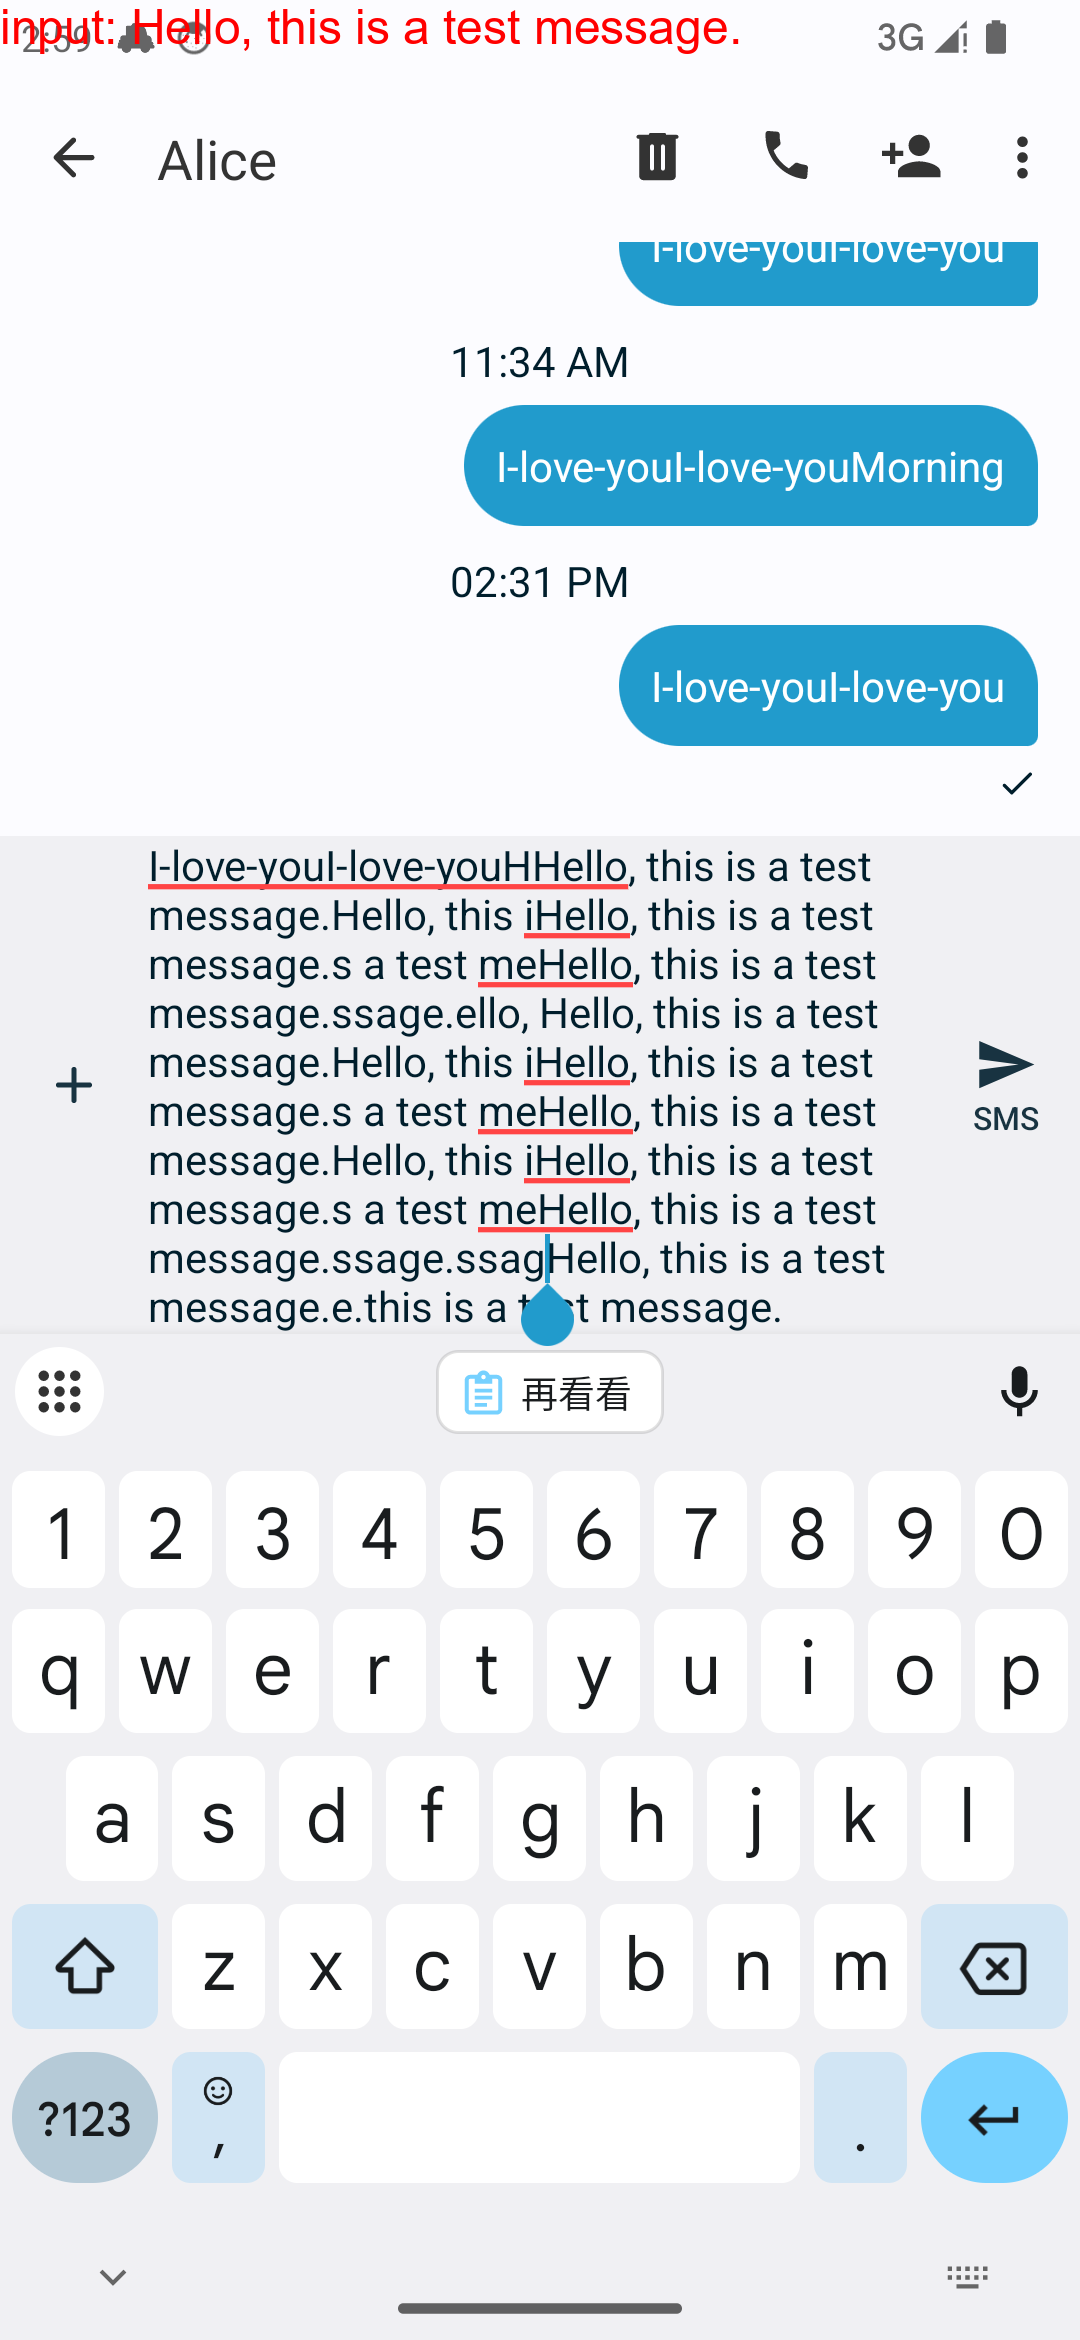 input: Hello, this is a test message.
2:59
3G
Alice
I-love-youI-love-you
11:34 AM
I-love-youI-love-youMorning
02:31 PM
I-love-youI-love-you
I-love-youI-love-youHHello, this is a test
message.Hello, this iHello, this is a test
message.s a test meHello, this is a test
message.ssage.ello, Hello, this is a test
message.Hello, this iHello, this is a test
message.s a test meHello, this is a test
message.Hello, this iHello, this is a test
message.s a test meHello, this is a test
message.ssage.ssagHello, this is a test
message.e.this is a test message.
SMS
再看看
1 2 3 4 5 6 7 8 9 0
q w e r t y u i o p
a s d f g h j k l
z x c v b n m
?123 , .